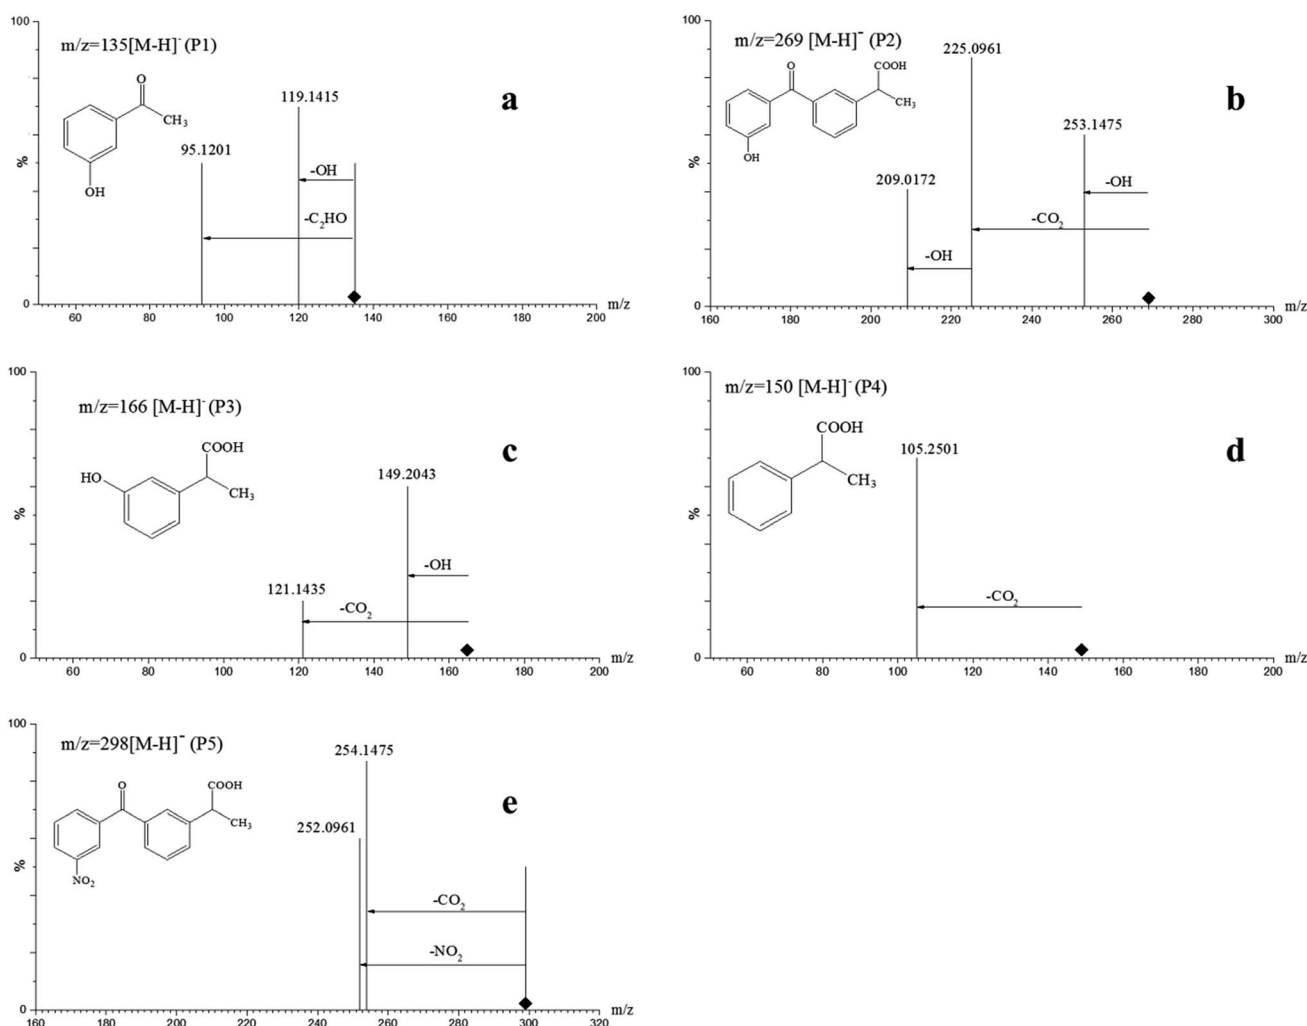 100
m/z=135[M-H]⁻ (P1)
a
O
CH₃
OH
95.1201
119.1415
-OH
-C₂HO
%
0
60 80 100 120 140 160 180 200
m/z
100
m/z=269 [M-H]⁻ (P2)
b
O
COOH
CH₃
OH
209.0172
225.0961
253.1475
-OH
-CO₂
-OH
%
0
160 180 200 220 240 260 280 300
m/z
100
m/z=166 [M-H]⁻ (P3)
c
COOH
HO
CH₃
149.2043
-OH
121.1435
-CO₂
%
0
60 80 100 120 140 160 180 200
m/z
100
m/z=150 [M-H]⁻ (P4)
d
COOH
CH₃
105.2501
-CO₂
%
0
60 80 100 120 140 160 180 200
m/z
100
m/z=298[M-H]⁻ (P5)
e
O
COOH
CH₃
NO₂
254.1475
252.0961
-CO₂
-NO₂
%
0
160 180 200 220 240 260 280 300 320
m/z